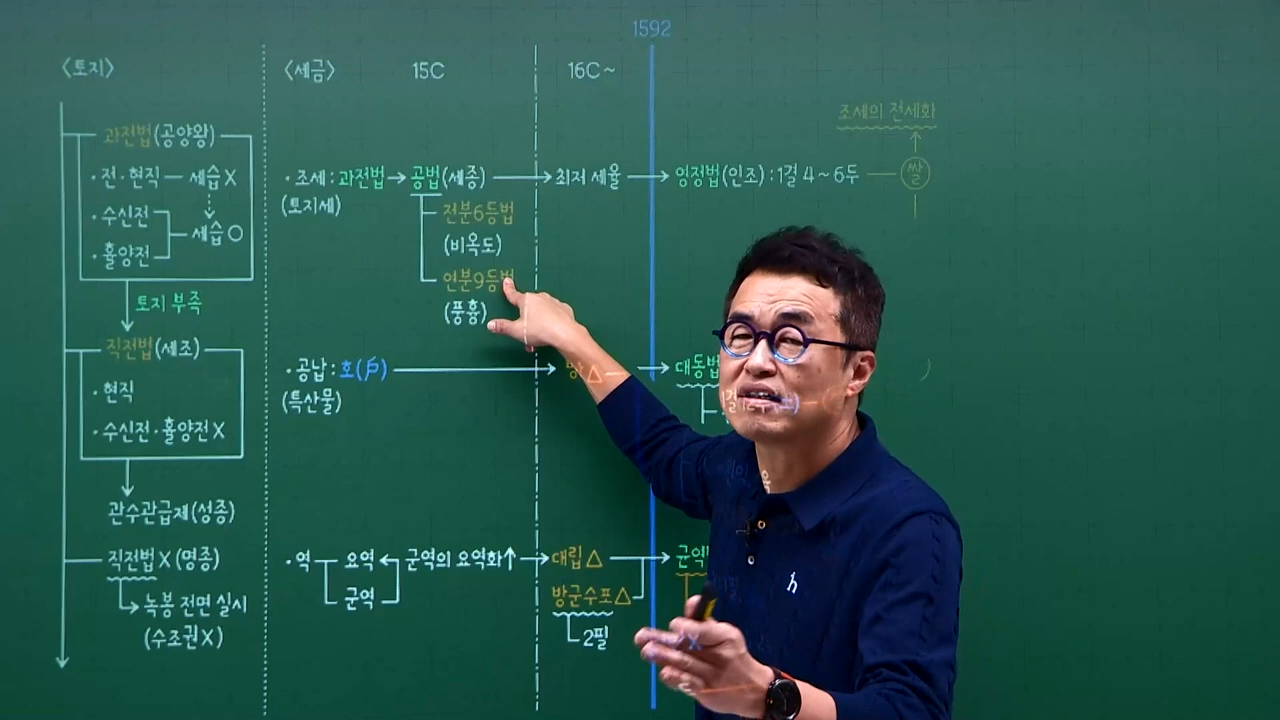 1592
〈토지〉
과전법(공양왕)
·전·현직 — 세습 X
·수신전
·휼양전
세습 O
토지 부족
직전법(세조)
·현직
·수신전·휼양전 X
관수관급제(성종)
직전법 X (명종)
녹봉 전면 실시
(수조권 X)
〈세금〉 15C 16C ~
조세의 전세화
·조세 : 과전법 → 공법(세종) → 최저 세율 → 영정법(인조) : 1결 4 ~ 6두 — 쌀
(토지세)
전분6등법
(비옥도)
연분9등법
(풍흉)
·공납 : 호(戶) → 방 △ → 대동법
(특산물)
·역 요역 ← 군역의 요역화↑ → 대립 △ → 균역
군역
방군수포 △
2필